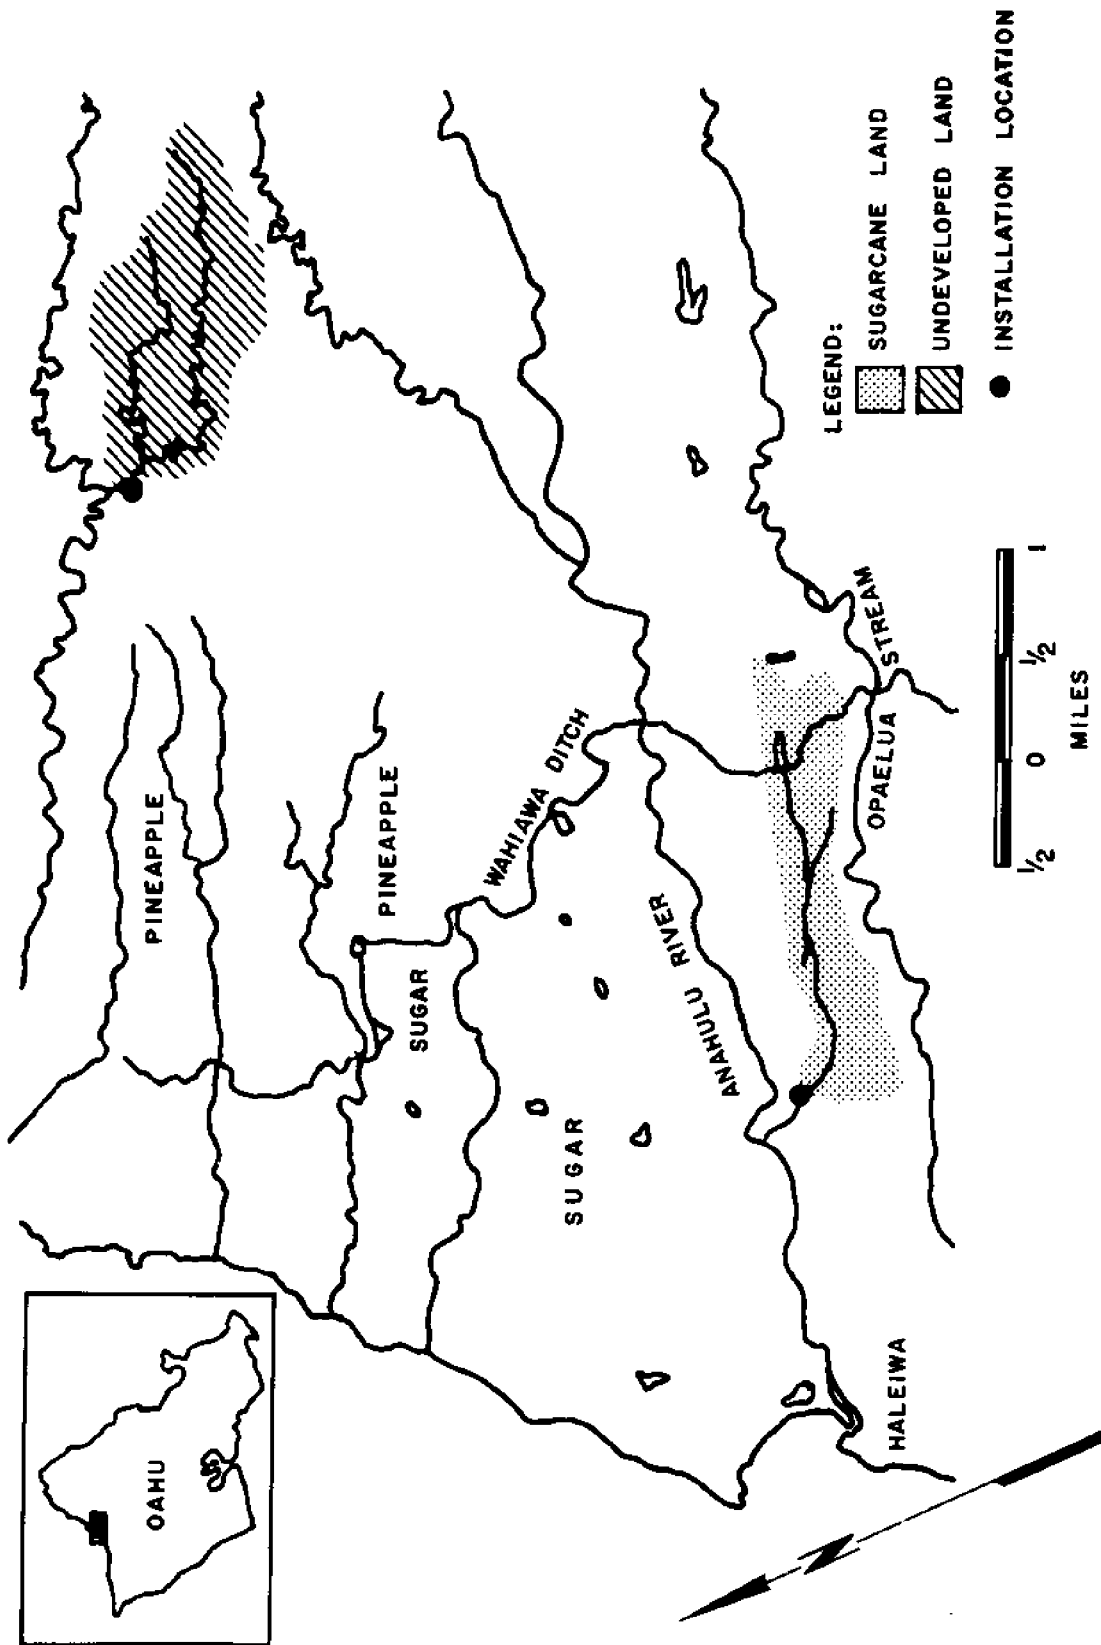 OAHU
PINEAPPLE
PINEAPPLE
SUGAR
WAHIAWA DITCH
SUGAR
ANAHULU RIVER
OPAELUA STREAM
HALEIWA
N
LEGEND:
SUGARCANE LAND
UNDEVELOPED LAND
INSTALLATION LOCATION
1/2 0 1/2 1
MILES